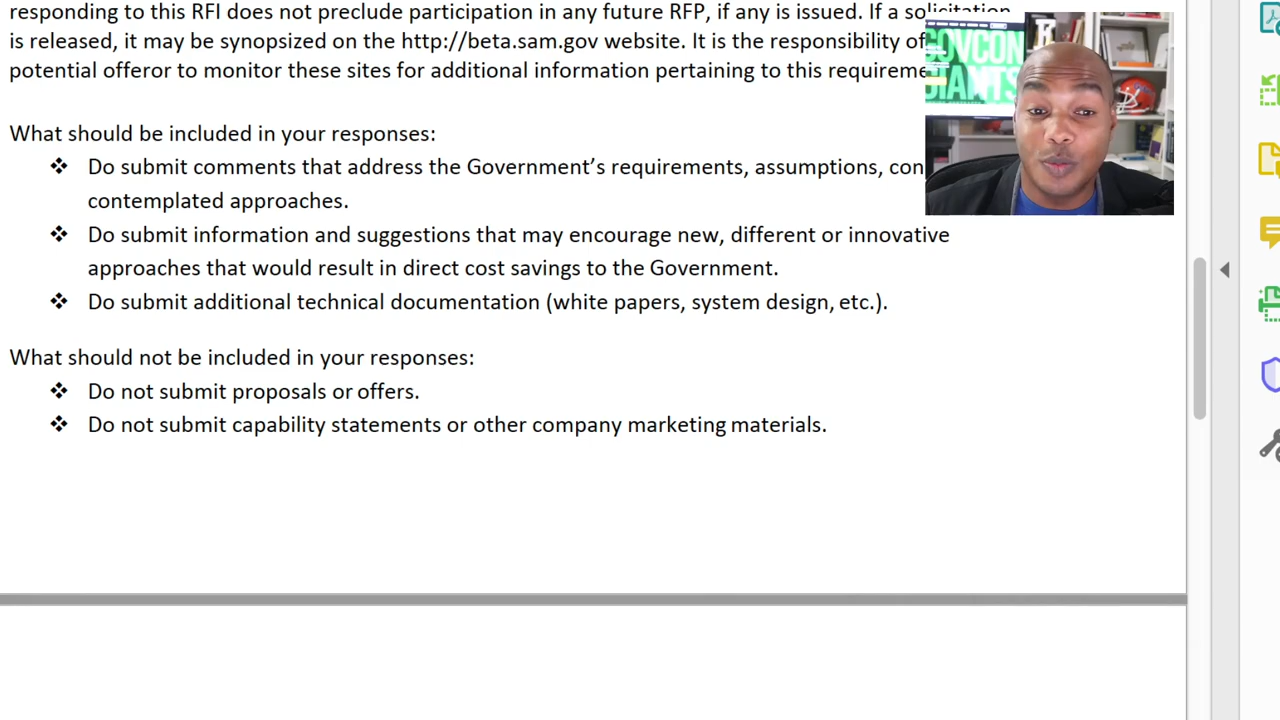 responding to this RFI does not preclude participation in any future RFP, if any is issued. If a solicitation
is released, it may be synopsized on the http://beta.sam.gov website. It is the responsibility of
potential offeror to monitor these sites for additional information pertaining to this
What should be included in your responses:
❖ Do submit comments that address the Government’s requirements, assumptions,
contemplated approaches.
❖ Do submit information and suggestions that may encourage new, different or innovative
approaches that would result in direct cost savings to the Government.
❖ Do submit additional technical documentation (white papers, system design, etc.).
What should not be included in your responses:
❖ Do not submit proposals or offers.
❖ Do not submit capability statements or other company marketing materials.
GOVCON
GIANTS